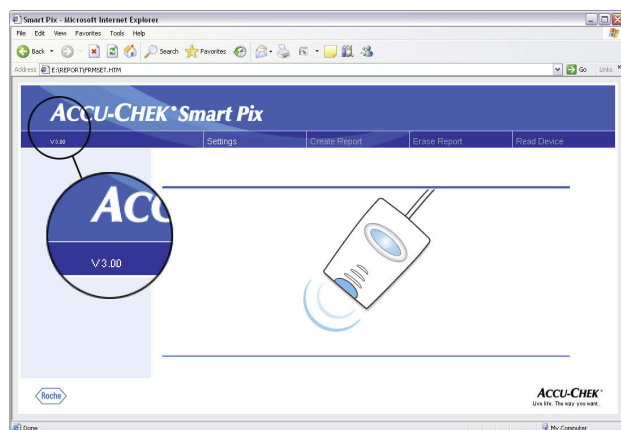 Smart Pix - Microsoft Internet Explorer
File Edit View Favorites Tools Help
Back Search Favorites
Address E:\REPORT\FRMSET.HTM Go Links »
ACCU-CHEK® Smart Pix
V3.00 Settings Create Report Erase Report Read Device
ACC
V3.00
Roche
ACCU-CHEK®
Live life. The way you want.
Done My Computer